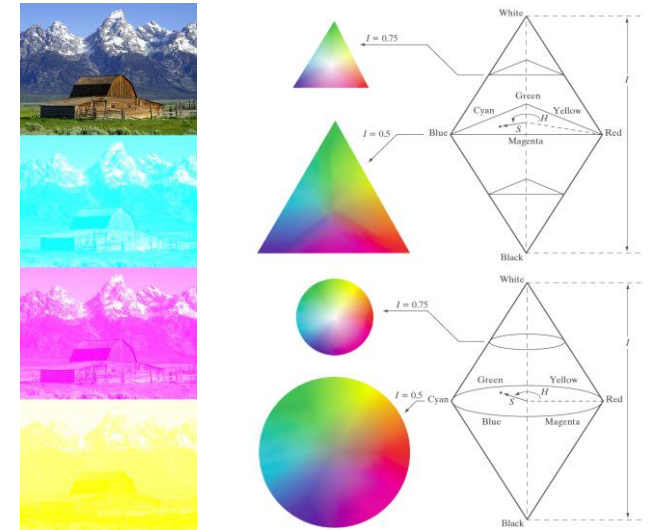 White
I = 0.75
I
Green
Cyan
Yellow
I = 0.5
H
Blue
S
Red
Magenta
Black
White
I = 0.75
I
Green
Yellow
I = 0.5
H
Cyan
S
Red
Blue
Magenta
Black